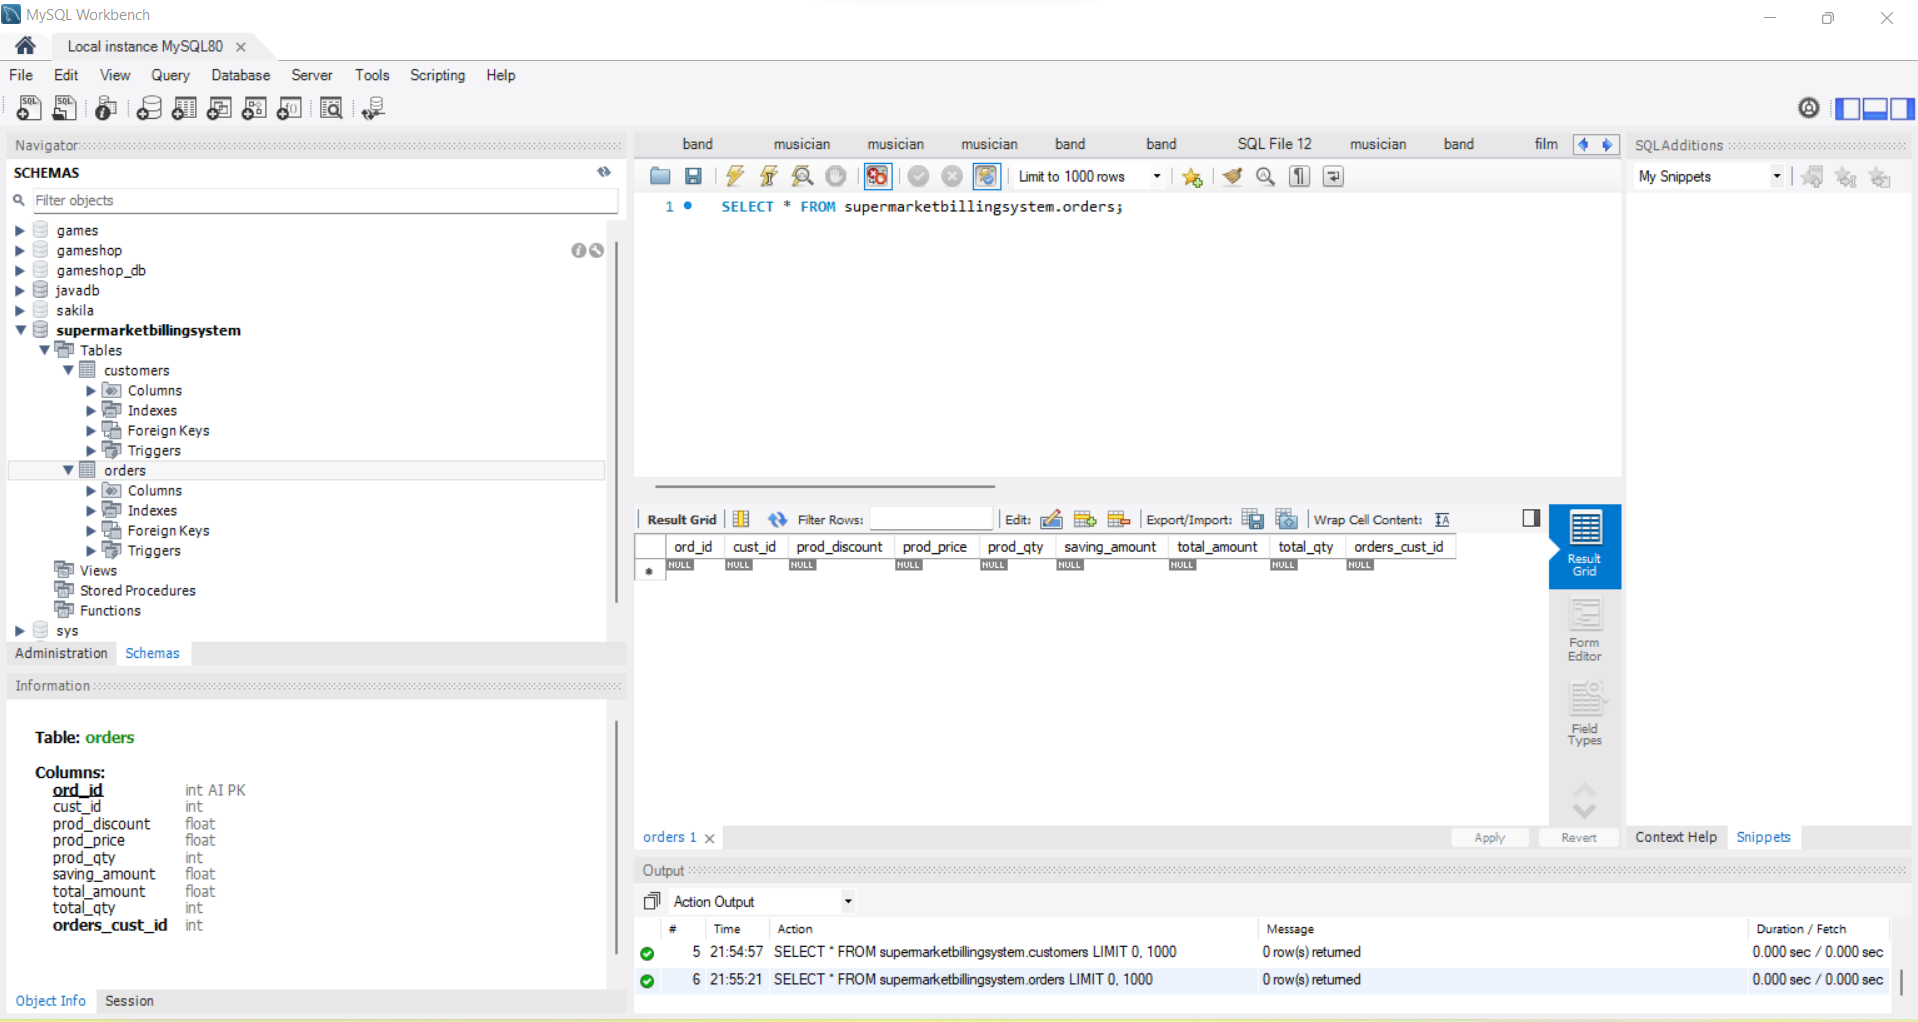 MySQL Workbench
Local instance MySQL80
File Edit View Query Database Server Tools Scripting Help
Navigator
SCHEMAS
Filter objects
games
gameshop
gameshop_db
javadb
sakila
supermarketbillingsystem
Tables
customers
Columns
Indexes
Foreign Keys
Triggers
orders
Columns
Indexes
Foreign Keys
Triggers
Views
Stored Procedures
Functions
sys
Administration Schemas
Information
Table: orders
Columns:
ord_id int AI PK
cust_id int
prod_discount float
prod_price float
prod_qty int
saving_amount float
total_amount float
total_qty int
orders_cust_id int
Object Info Session
band musician musician musician band band SQL File 12 musician band film
Limit to 1000 rows
1 SELECT * FROM supermarketbillingsystem.orders;
Result Grid Filter Rows: Edit: Export/Import: Wrap Cell Content:
ord_id cust_id prod_discount prod_price prod_qty saving_amount total_amount total_qty orders_cust_id
NULL NULL NULL NULL NULL NULL NULL NULL NULL
Result
Grid
Form
Editor
Field
Types
orders 1 Apply Revert
SQLAdditions
My Snippets
Context Help Snippets
Output
Action Output
# Time Action Message Duration / Fetch
5 21:54:57 SELECT * FROM supermarketbillingsystem.customers LIMIT 0, 1000 0 row(s) returned 0.000 sec / 0.000 sec
6 21:55:21 SELECT * FROM supermarketbillingsystem.orders LIMIT 0, 1000 0 row(s) returned 0.000 sec / 0.000 sec